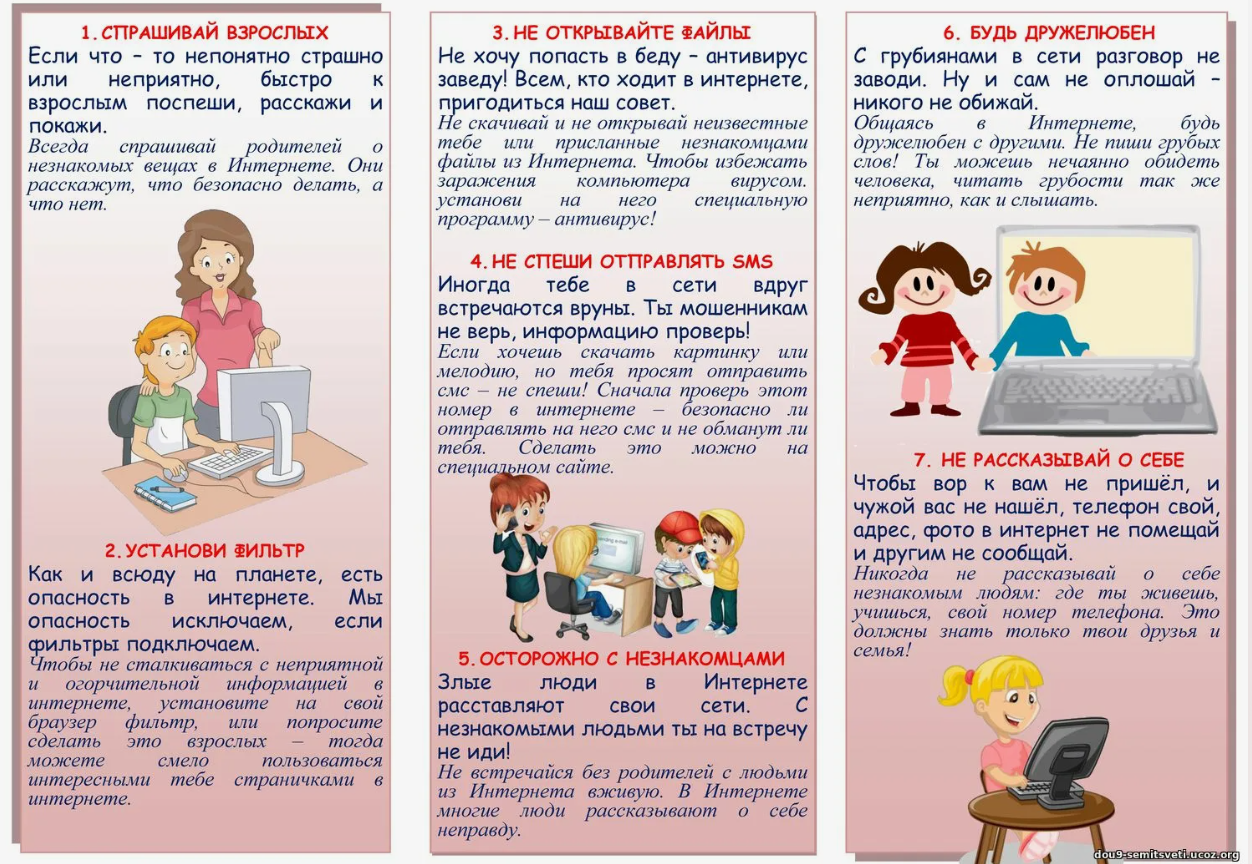 1. СПРАШИВАЙ ВЗРОСЛЫХ
Если что – то непонятно страшно
или неприятно, быстро к
взрослым поспеши, расскажи и
покажи.
Всегда спрашивай родителей о
незнакомых вещах в Интернете. Они
расскажут, что безопасно делать, а
что нет.
2. УСТАНОВИ ФИЛЬТР
Как и всюду на планете, есть
опасность в интернете. Мы
опасность исключаем, если
фильтры подключаем.
Чтобы не сталкиваться с неприятной
и огорчительной информацией в
интернете, установите на свой
браузер фильтр, или попросите
сделать это взрослых – тогда
можете смело пользоваться
интересными тебе страничками в
интернете.
3. НЕ ОТКРЫВАЙТЕ ФАЙЛЫ
Не хочу попасть в беду – антивирус
заведу! Всем, кто ходит в интернете,
пригодиться наш совет.
Не скачивай и не открывай неизвестные
тебе или присланные незнакомцами
файлы из Интернета. Чтобы избежать
заражения компьютера вирусом.
установи на него специальную
программу – антивирус!
4. НЕ СПЕШИ ОТПРАВЛЯТЬ SMS
Иногда тебе в сети вдруг
встречаются вруны. Ты мошенникам
не верь, информацию проверь!
Если хочешь скачать картинку или
мелодию, но тебя просят отправить
смс – не спеши! Сначала проверь этот
номер в интернете – безопасно ли
отправлять на него смс и не обманут ли
тебя. Сделать это можно на
специальном сайте.
5. ОСТОРОЖНО С НЕЗНАКОМЦАМИ
Злые люди в Интернете
расставляют свои сети. С
незнакомыми людьми ты на встречу
не иди!
Не встречайся без родителей с людьми
из Интернета вживую. В Интернете
многие люди рассказывают о себе
неправду.
6. БУДЬ ДРУЖЕЛЮБЕН
С грубиянами в сети разговор не
заводи. Ну и сам не оплошай –
никого не обижай.
Общаясь в Интернете, будь
дружелюбен с другими. Не пиши грубых
слов! Ты можешь нечаянно обидеть
человека, читать грубости так же
неприятно, как и слышать.
7. НЕ РАССКАЗЫВАЙ О СЕБЕ
Чтобы вор к вам не пришёл, и
чужой вас не нашёл, телефон свой,
адрес, фото в интернет не помещай
и другим не сообщай.
Никогда не рассказывай о себе
незнакомым людям: где ты живешь,
учишься, свой номер телефона. Это
должны знать только твои друзья и
семья!
dou9-semitsveti.ucoz.org